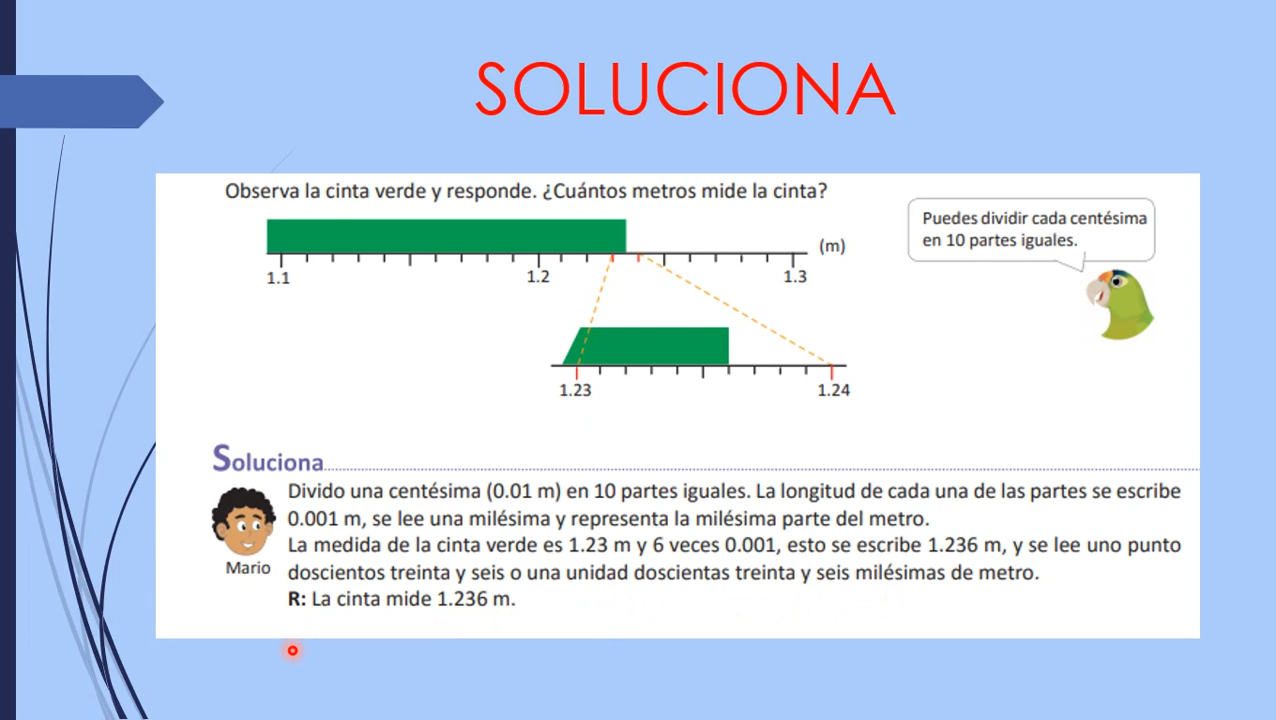 SOLUCIONA
Observa la cinta verde y responde. ¿Cuántos metros mide la cinta?
Puedes dividir cada centésima
en 10 partes iguales.
(m)
1.1 1.2 1.3
1.23 1.24
Soluciona
Divido una centésima (0.01 m) en 10 partes iguales. La longitud de cada una de las partes se escribe
0.001 m, se lee una milésima y representa la milésima parte del metro.
La medida de la cinta verde es 1.23 m y 6 veces 0.001, esto se escribe 1.236 m, y se lee uno punto
Mario
doscientos treinta y seis o una unidad doscientas treinta y seis milésimas de metro.
R: La cinta mide 1.236 m.